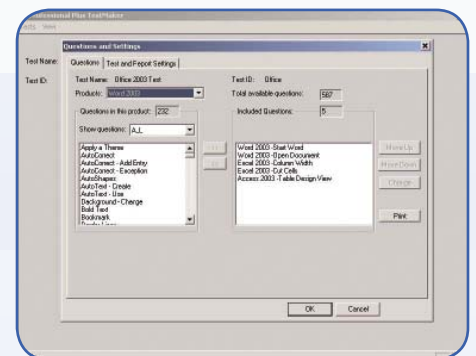 Professional Plus TestMaker
View
Questions and Settings
Test Name:
Test ID:
Questions
Test and Report Settings
Test Name: Office 2003 Test
Test ID: Office
Products: Word 2003
Total available questions: 587
Questions in this product: 232
Included Questions: 5
Show questions: ALL
Apply a Theme
AutoCorrect
AutoCorrect - Add Entry
AutoCorrect - Exception
AutoShapes
AutoText - Create
AutoText - Use
Background - Change
Bold Text
Bookmark
Word 2003 -Start Word
Word 2003 -Open Document
Excel 2003 -Column Width
Excel 2003 -Cut Cells
Access 2003 -Table Design View
Move Up
Move Down
Change
Print
OK
Cancel